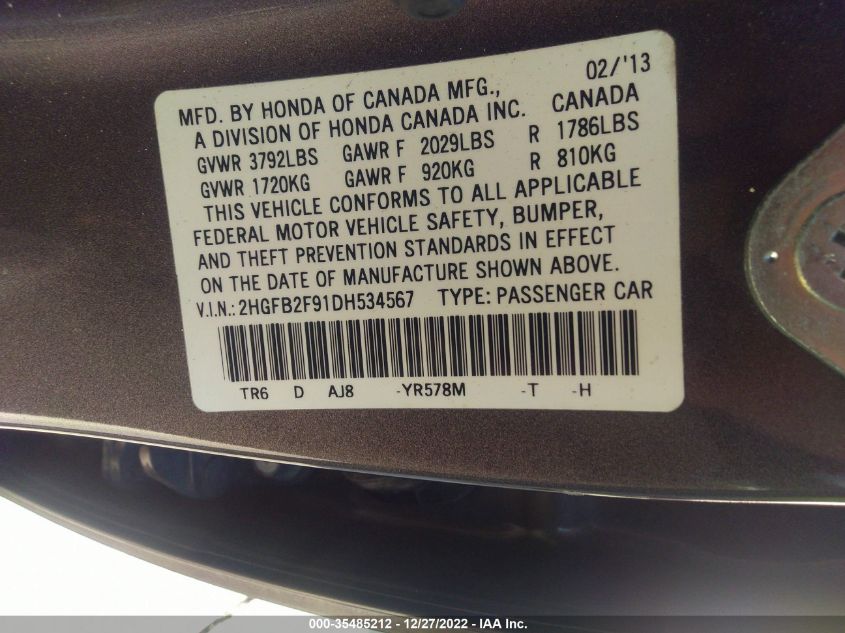 02/'13
MFD. BY HONDA OF CANADA MFG.,
A DIVISION OF HONDA CANADA INC. CANADA
GVWR 3792LBS GAWR F 2029LBS R 1786LBS
GVWR 1720KG GAWR F 920KG R 810KG
THIS VEHICLE CONFORMS TO ALL APPLICABLE
FEDERAL MOTOR VEHICLE SAFETY, BUMPER,
AND THEFT PREVENTION STANDARDS IN EFFECT
ON THE DATE OF MANUFACTURE SHOWN ABOVE.
V.I.N.: 2HGFB2F91DH534567 TYPE: PASSENGER CAR
TR6 D AJ8 -YR578M -T -H
000-35485212 - 12/27/2022 - IAA Inc.